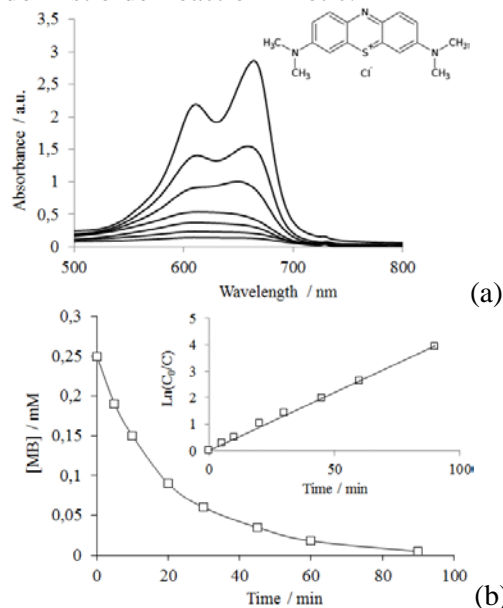 3,5
3
2,5
2
1,5
1
0,5
0
Absorbance / a.u.
500 600 700 800
Wavelength / nm
N
H₃C N S⁺ N CH₃
CH₃ Cl⁻ CH₃
(a)
0,3
0,25
0,2
0,15
0,1
0,05
0
[MB] / mM
0 20 40 60 80 100
Time / min
5
4
3
2
1
0
Ln(C₀/C)
0 50 100
Time / min
(b)